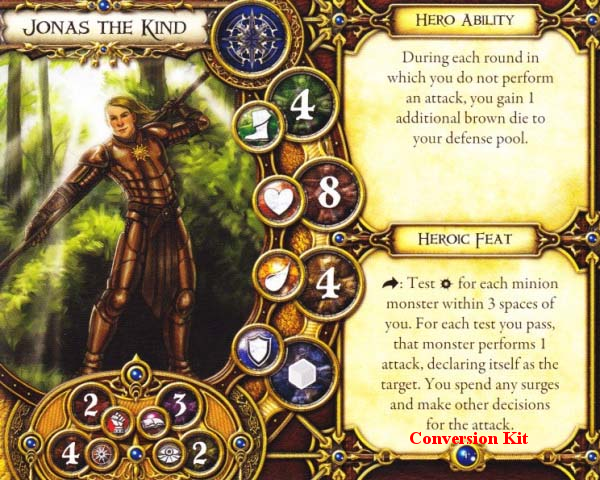 Jonas the Kind
4
8
4
2
3
4
2
Hero Ability
During each round in
which you do not perform
an attack, you gain 1
additional brown die to
your defense pool.
Heroic Feat
: Test for each minion
monster within 3 spaces of
you. For each test you pass,
that monster performs 1
attack, declaring itself as the
target. You spend any surges
and make other decisions
for the attack.
Conversion Kit